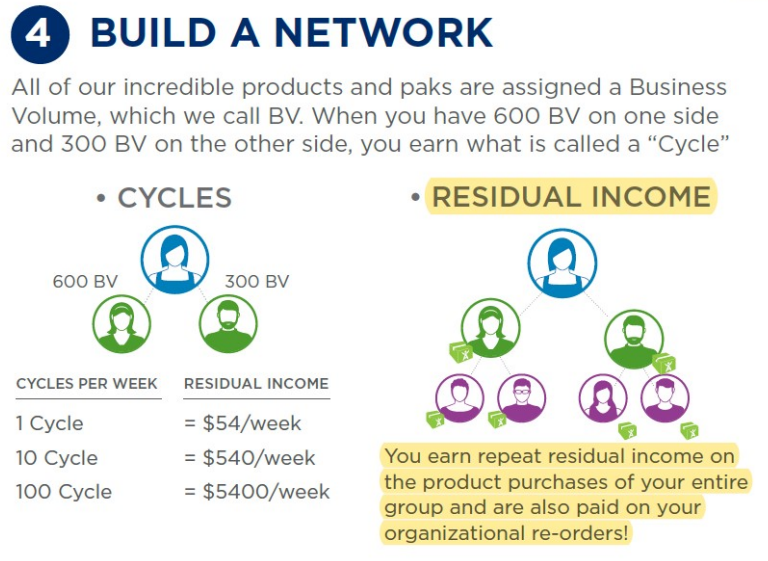 4 BUILD A NETWORK
All of our incredible products and paks are assigned a Business
Volume, which we call BV. When you have 600 BV on one side
and 300 BV on the other side, you earn what is called a “Cycle”
• CYCLES
600 BV
300 BV
CYCLES PER WEEK RESIDUAL INCOME
1 Cycle = $54/week
10 Cycle = $540/week
100 Cycle = $5400/week
• RESIDUAL INCOME
You earn repeat residual income on
the product purchases of your entire
group and are also paid on your
organizational re-orders!